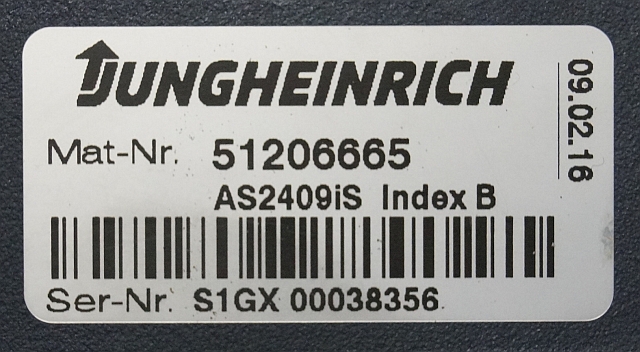 JUNGHEINRICH
09.02.16
Mat-Nr. 51206665
AS2409iS Index B
Ser-Nr. S1GX 00038356